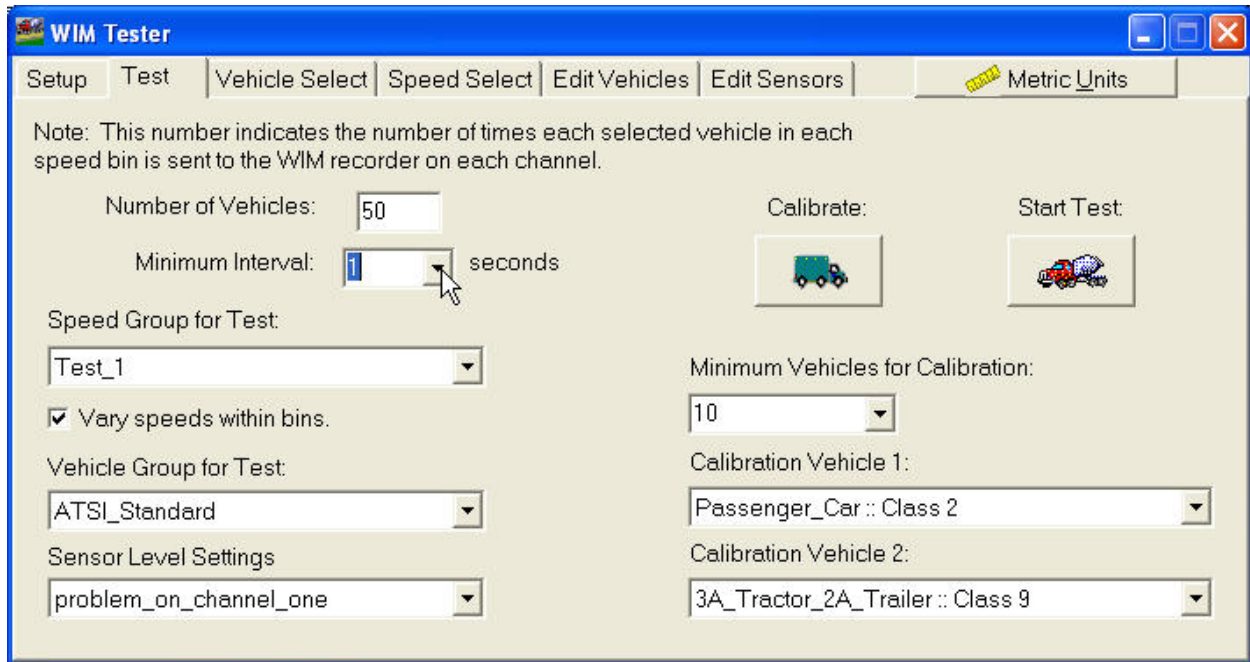 WIM Tester
Setup
Test
Vehicle Select
Speed Select
Edit Vehicles
Edit Sensors
Metric Units
Note: This number indicates the number of times each selected vehicle in each
speed bin is sent to the WIM recorder on each channel.
Number of Vehicles: 50
Minimum Interval: 1 seconds
Calibrate:
Start Test:
Speed Group for Test:
Test_1
Vary speeds within bins.
Vehicle Group for Test:
ATSI_Standard
Sensor Level Settings
problem_on_channel_one
Minimum Vehicles for Calibration:
10
Calibration Vehicle 1:
Passenger_Car :: Class 2
Calibration Vehicle 2:
3A_Tractor_2A_Trailer :: Class 9